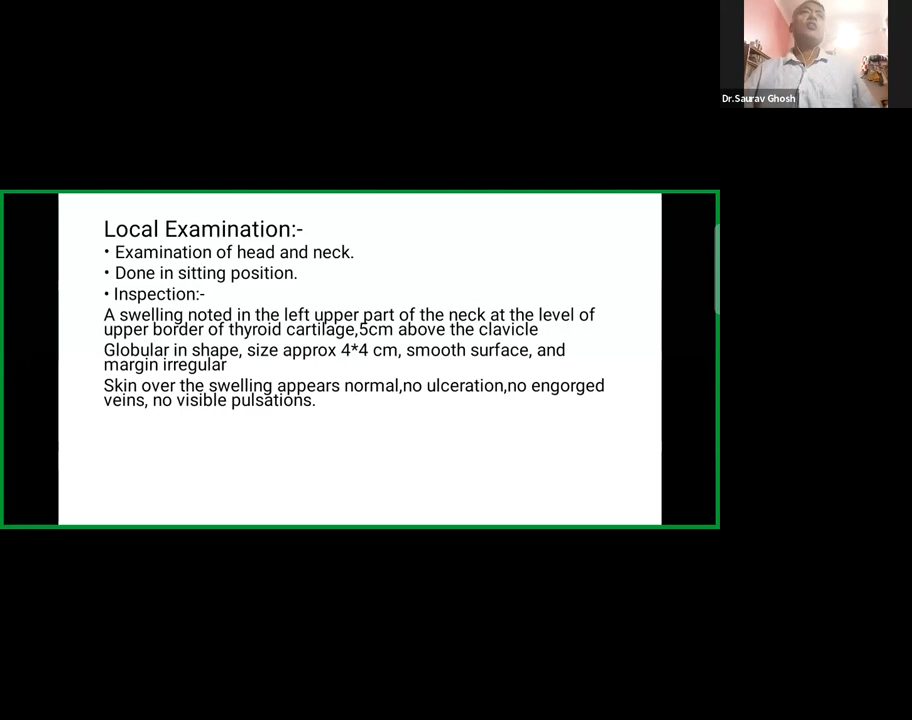 Dr.Saurav Ghosh
Local Examination:-
• Examination of head and neck.
• Done in sitting position.
• Inspection:-
A swelling noted in the left upper part of the neck at the level of
upper border of thyroid cartilage,5cm above the clavicle
Globular in shape, size approx 4*4 cm, smooth surface, and
margin irregular
Skin over the swelling appears normal,no ulceration,no engorged
veins, no visible pulsations.